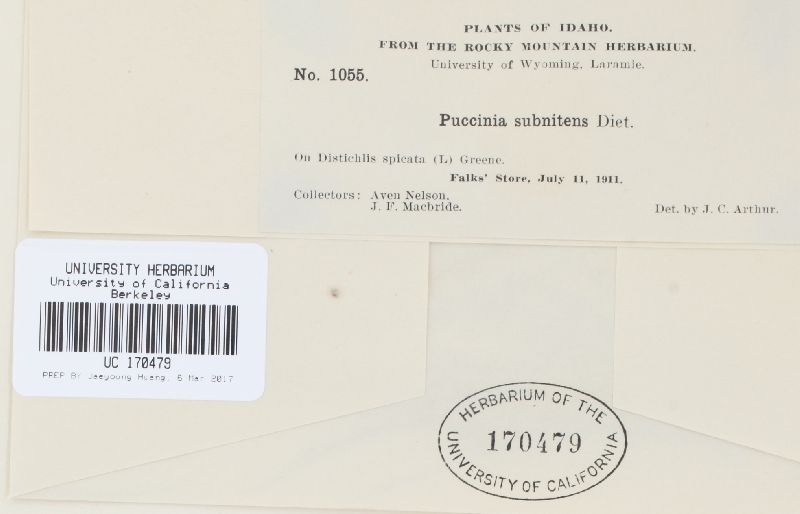 PLANTS OF IDAHO.
FROM THE ROCKY MOUNTAIN HERBARIUM.
University of Wyoming, Laramie.
No. 1055.
Puccinia subnitens Diet.
On Distichlis spicata (L) Greene.
Falks' Store, July 11, 1911.
Collectors: Aven Nelson,
J. F. Macbride.
Det. by J. C. Arthur.
UNIVERSITY HERBARIUM
University of California
Berkeley
UC 170479
PREP BY Jaeyoung Huang, 6 Mar 2017
HERBARIUM OF THE
170479
UNIVERSITY OF CALIFORNIA